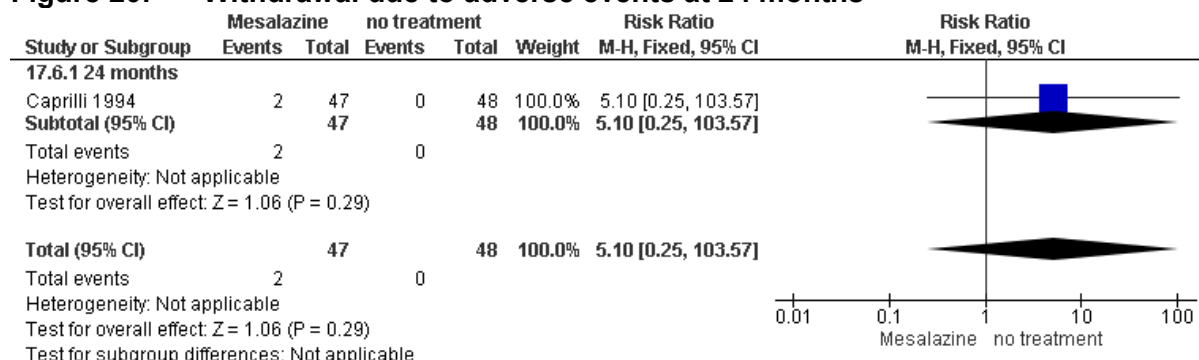 Withdrawal due to adverse events at 24 months
Mesalazine no treatment Risk Ratio Risk Ratio
Study or Subgroup Events Total Events Total Weight M-H, Fixed, 95% CI M-H, Fixed, 95% CI
17.6.1 24 months
Caprilli 1994 2 47 0 48 100.0% 5.10 [0.25, 103.57]
Subtotal (95% CI) 47 48 100.0% 5.10 [0.25, 103.57]
Total events 2 0
Heterogeneity: Not applicable
Test for overall effect: Z = 1.06 (P = 0.29)
Total (95% CI) 47 48 100.0% 5.10 [0.25, 103.57]
Total events 2 0
Heterogeneity: Not applicable
Test for overall effect: Z = 1.06 (P = 0.29)
Test for subgroup differences: Not applicable
0.01 0.1 1 10 100
Mesalazine no treatment